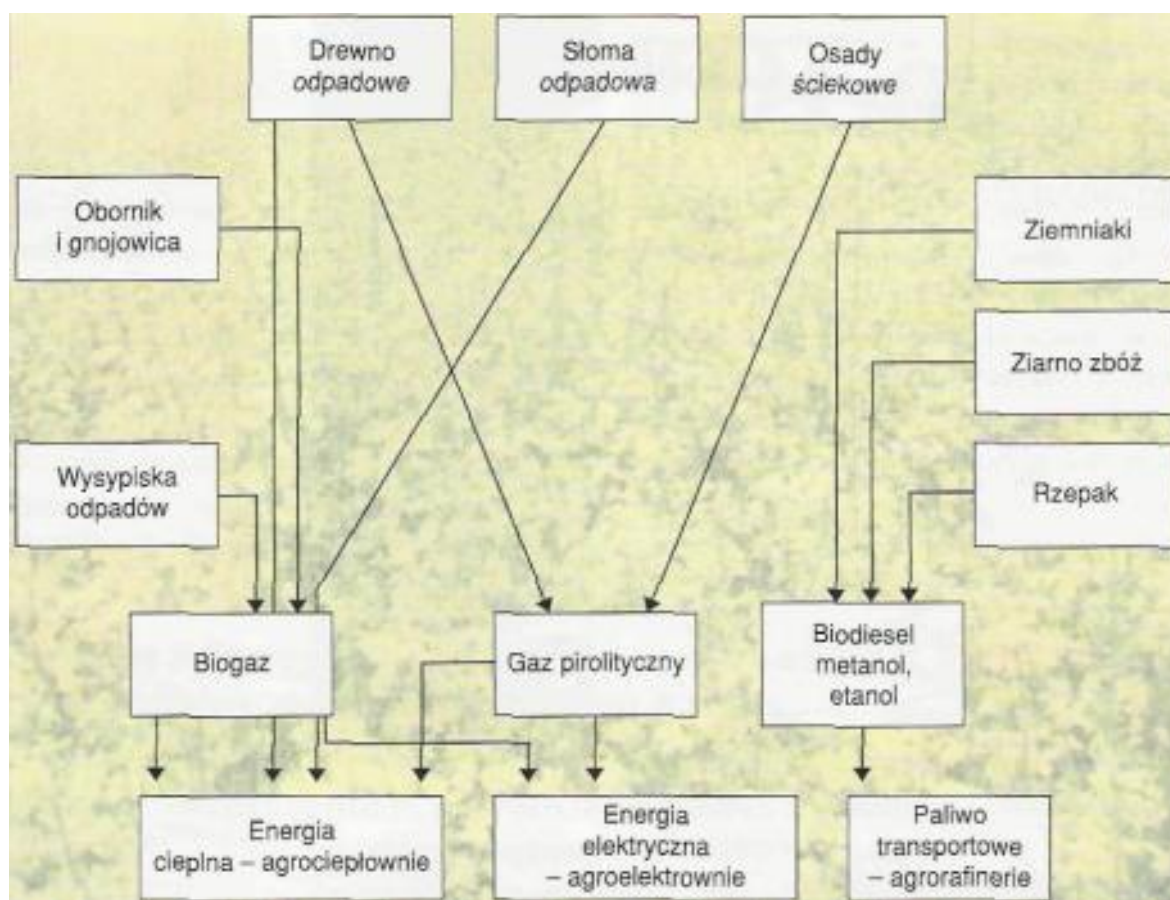 Drewno
odpadowe
Słoma
odpadowa
Osady
ściekowe
Obornik
i gnojowica
Ziemniaki
Ziarno zbóż
Wysypiska
odpadów
Rzepak
Biogaz
Gaz pirolityczny
Biodiesel
metanol,
etanol
Energia
cieplna – agrociepłownie
Energia
elektryczna
– agroelektrownie
Paliwo
transportowe
– agrorafinerie